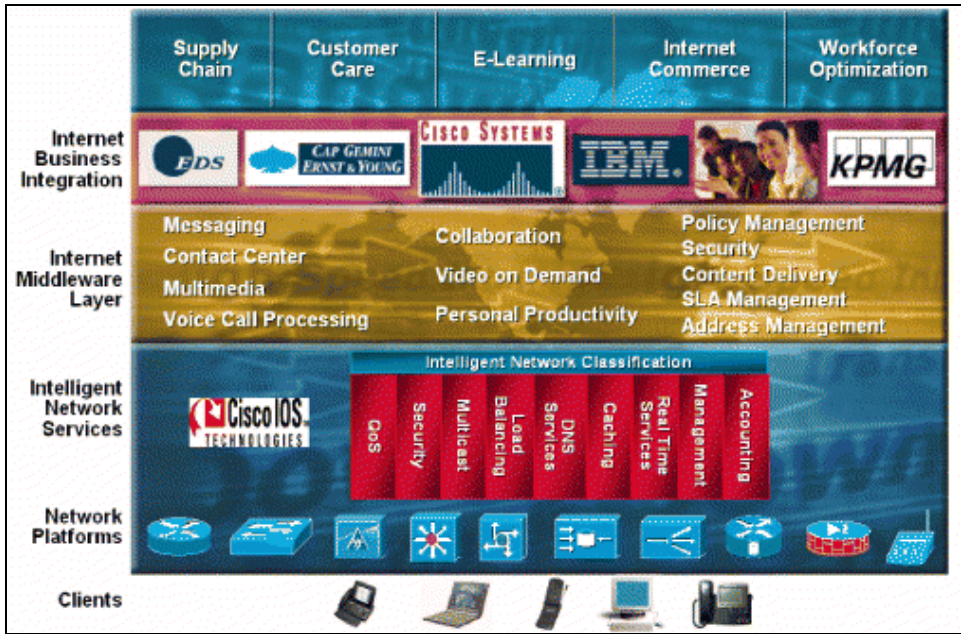 Supply
Chain
Customer
Care
E-Learning
Internet
Commerce
Workforce
Optimization
Internet
Business
Integration
EDS
CAP GEMINI
ERNST & YOUNG
CISCO SYSTEMS
IBM®
KPMG
Internet
Middleware
Layer
Messaging
Contact Center
Multimedia
Voice Call Processing
Collaboration
Video on Demand
Personal Productivity
Policy Management
Security
Content Delivery
SLA Management
Address Management
Intelligent
Network
Services
Cisco IOS
TECHNOLOGIES
Intelligent Network Classification
QoS
Security
Multicast
Load
Balancing
DNS
Services
Caching
Real Time
Services
Management
Accounting
Network
Platforms
Clients